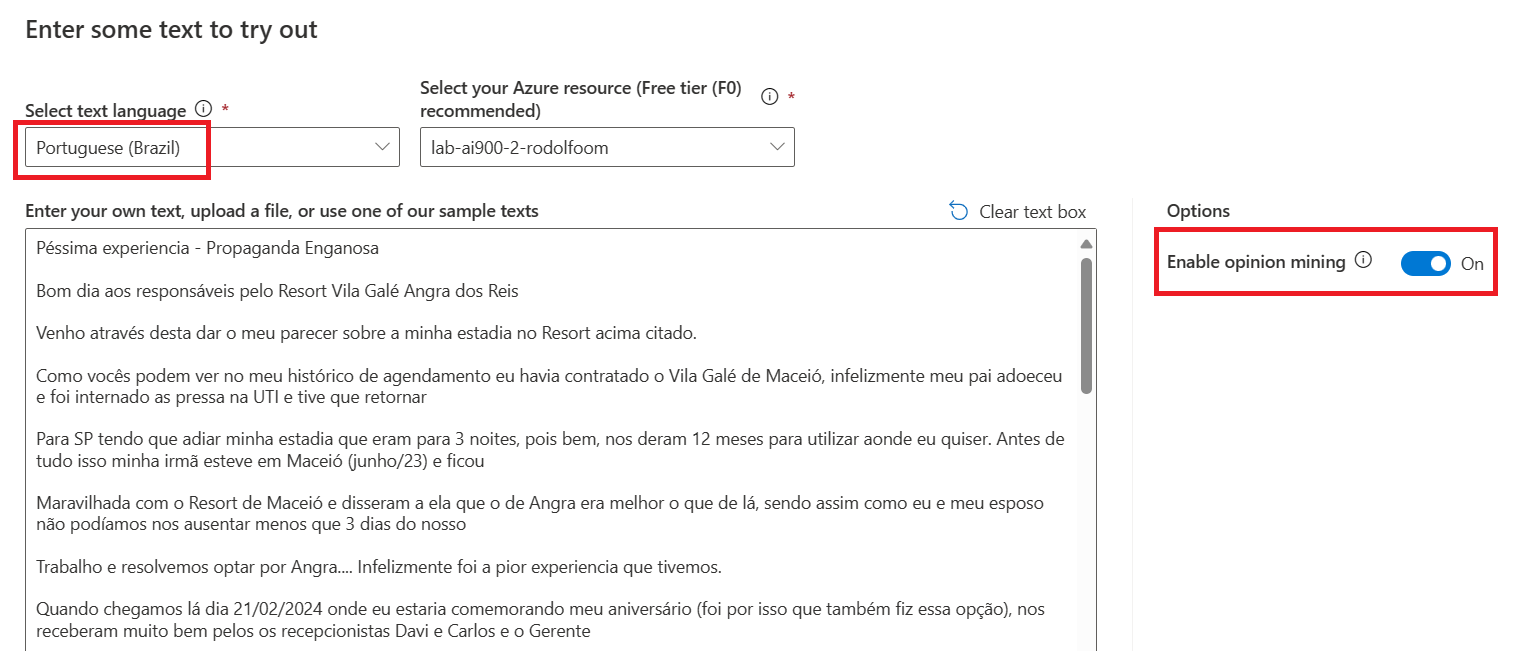 Enter some text to try out
Select text language *
Select your Azure resource (Free tier (F0)
recommended) *
Portuguese (Brazil)
lab-ai900-2-rodolfoom
Enter your own text, upload a file, or use one of our sample texts
Clear text box
Options
Enable opinion mining
On
Péssima experiencia - Propaganda Enganosa
Bom dia aos responsáveis pelo Resort Vila Galé Angra dos Reis
Venho através desta dar o meu parecer sobre a minha estadia no Resort acima citado.
Como vocês podem ver no meu histórico de agendamento eu havia contratado o Vila Galé de Maceió, infelizmente meu pai adoeceu
e foi internado as pressa na UTI e tive que retornar
Para SP tendo que adiar minha estadia que eram para 3 noites, pois bem, nos deram 12 meses para utilizar aonde eu quiser. Antes de
tudo isso minha irmã esteve em Maceió (junho/23) e ficou
Maravilhada com o Resort de Maceió e disseram a ela que o de Angra era melhor o que de lá, sendo assim como eu e meu esposo
não podíamos nos ausentar menos que 3 dias do nosso
Trabalho e resolvemos optar por Angra.... Infelizmente foi a pior experiencia que tivemos.
Quando chegamos lá dia 21/02/2024 onde eu estaria comemorando meu aniversário (foi por isso que também fiz essa opção), nos
receberam muito bem pelos os recepcionistas Davi e Carlos e o Gerente